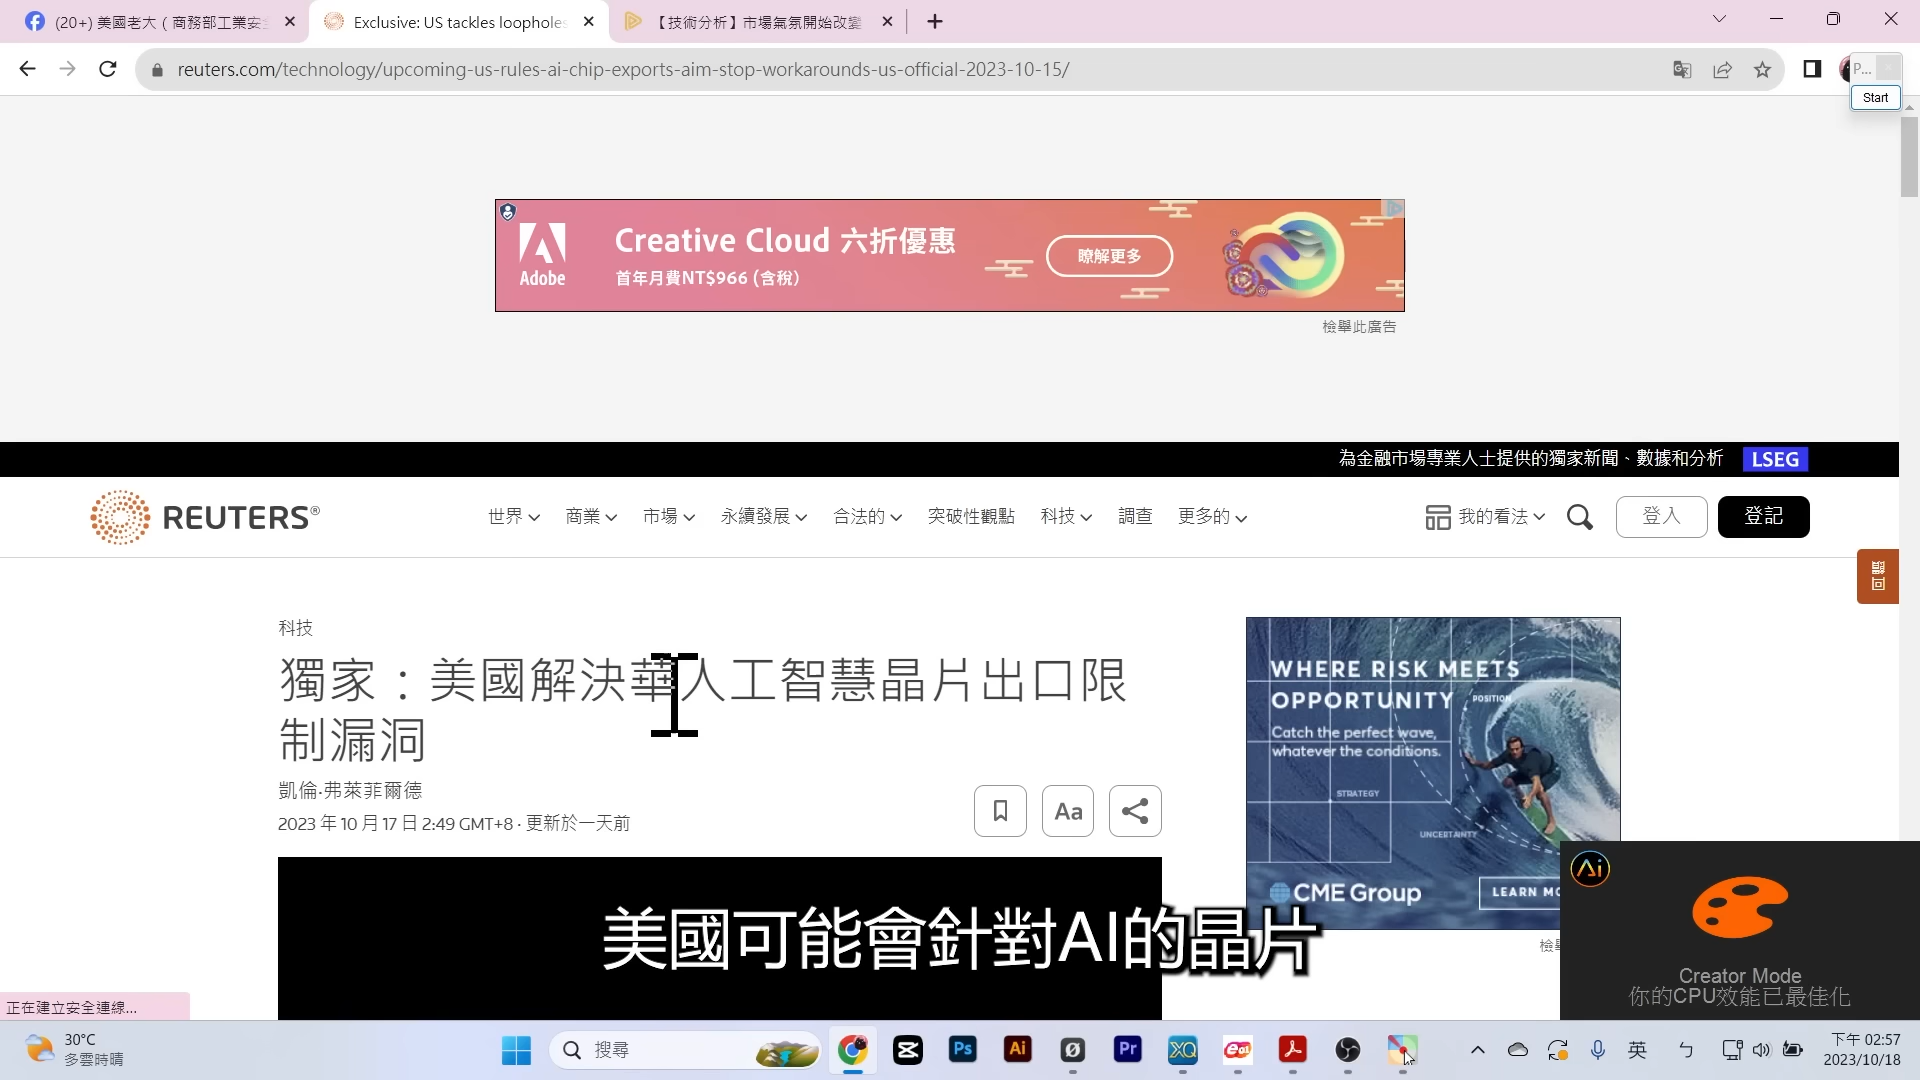 (20+) 美國老大 ( 商務部工業安全
Exclusive: US tackles loopholes
【技術分析】市場氣氛開始改變
reuters.com/technology/upcoming-us-rules-ai-chip-exports-aim-stop-workarounds-us-official-2023-10-15/
P...
Start
Adobe
Creative Cloud 六折優惠
首年月費NT$966 (含稅)
瞭解更多
檢舉此廣告
為金融市場專業人士提供的獨家新聞、數據和分析 LSEG
REUTERS®
世界 商業 市場 永續發展 合法的 突破性觀點 科技 調查 更多的
我的看法 登入 登記
科技
獨家：美國解決華人工智慧晶片出口限
制漏洞
凱倫·弗萊菲爾德
2023 年 10 月 17 日 2:49 GMT+8 · 更新於一天前
Aa
WHERE RISK MEETS
OPPORTUNITY
POSITION
Catch the perfect wave,
whatever the conditions.
STRATEGY
UNCERTAINTY
CME Group
LEARN MO
美國可能會針對AI的晶片
Creator Mode
你的CPU效能已最佳化
正在建立安全連線...
30°C
多雲時晴
搜尋
Ps
Ai
Pr
XQ
英
ㄅ
下午 02:57
2023/10/18